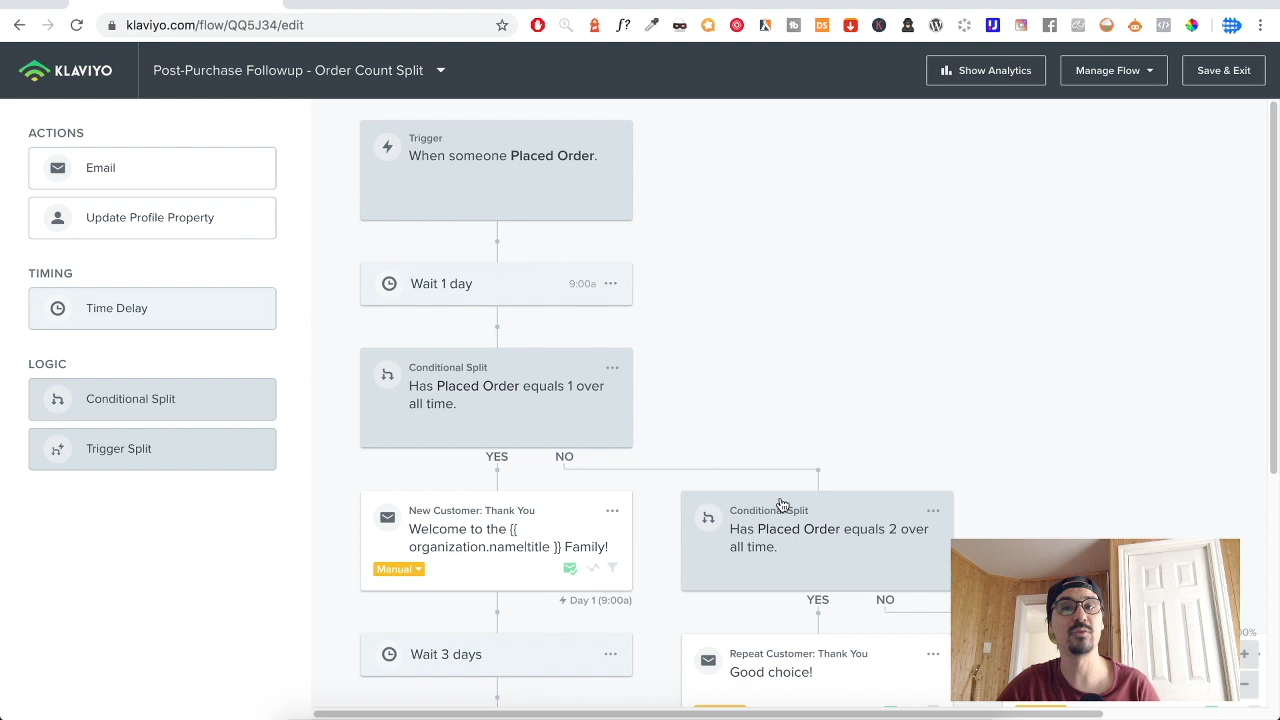 klaviyo.com/flow/QQ5J34/edit
f?
tb
DS
K
KLAVIYO
Post-Purchase Followup - Order Count Split
Show Analytics
Manage Flow
Save & Exit
ACTIONS
Email
Update Profile Property
TIMING
Time Delay
LOGIC
Conditional Split
Trigger Split
Trigger
When someone Placed Order.
Wait 1 day
9:00a
Conditional Split
Has Placed Order equals 1 over
all time.
YES
NO
New Customer: Thank You
Welcome to the {{
organization.name|title }} Family!
Manual
Day 1 (9:00a)
Wait 3 days
Conditional Split
Has Placed Order equals 2 over
all time.
YES
NO
Repeat Customer: Thank You
Good choice!